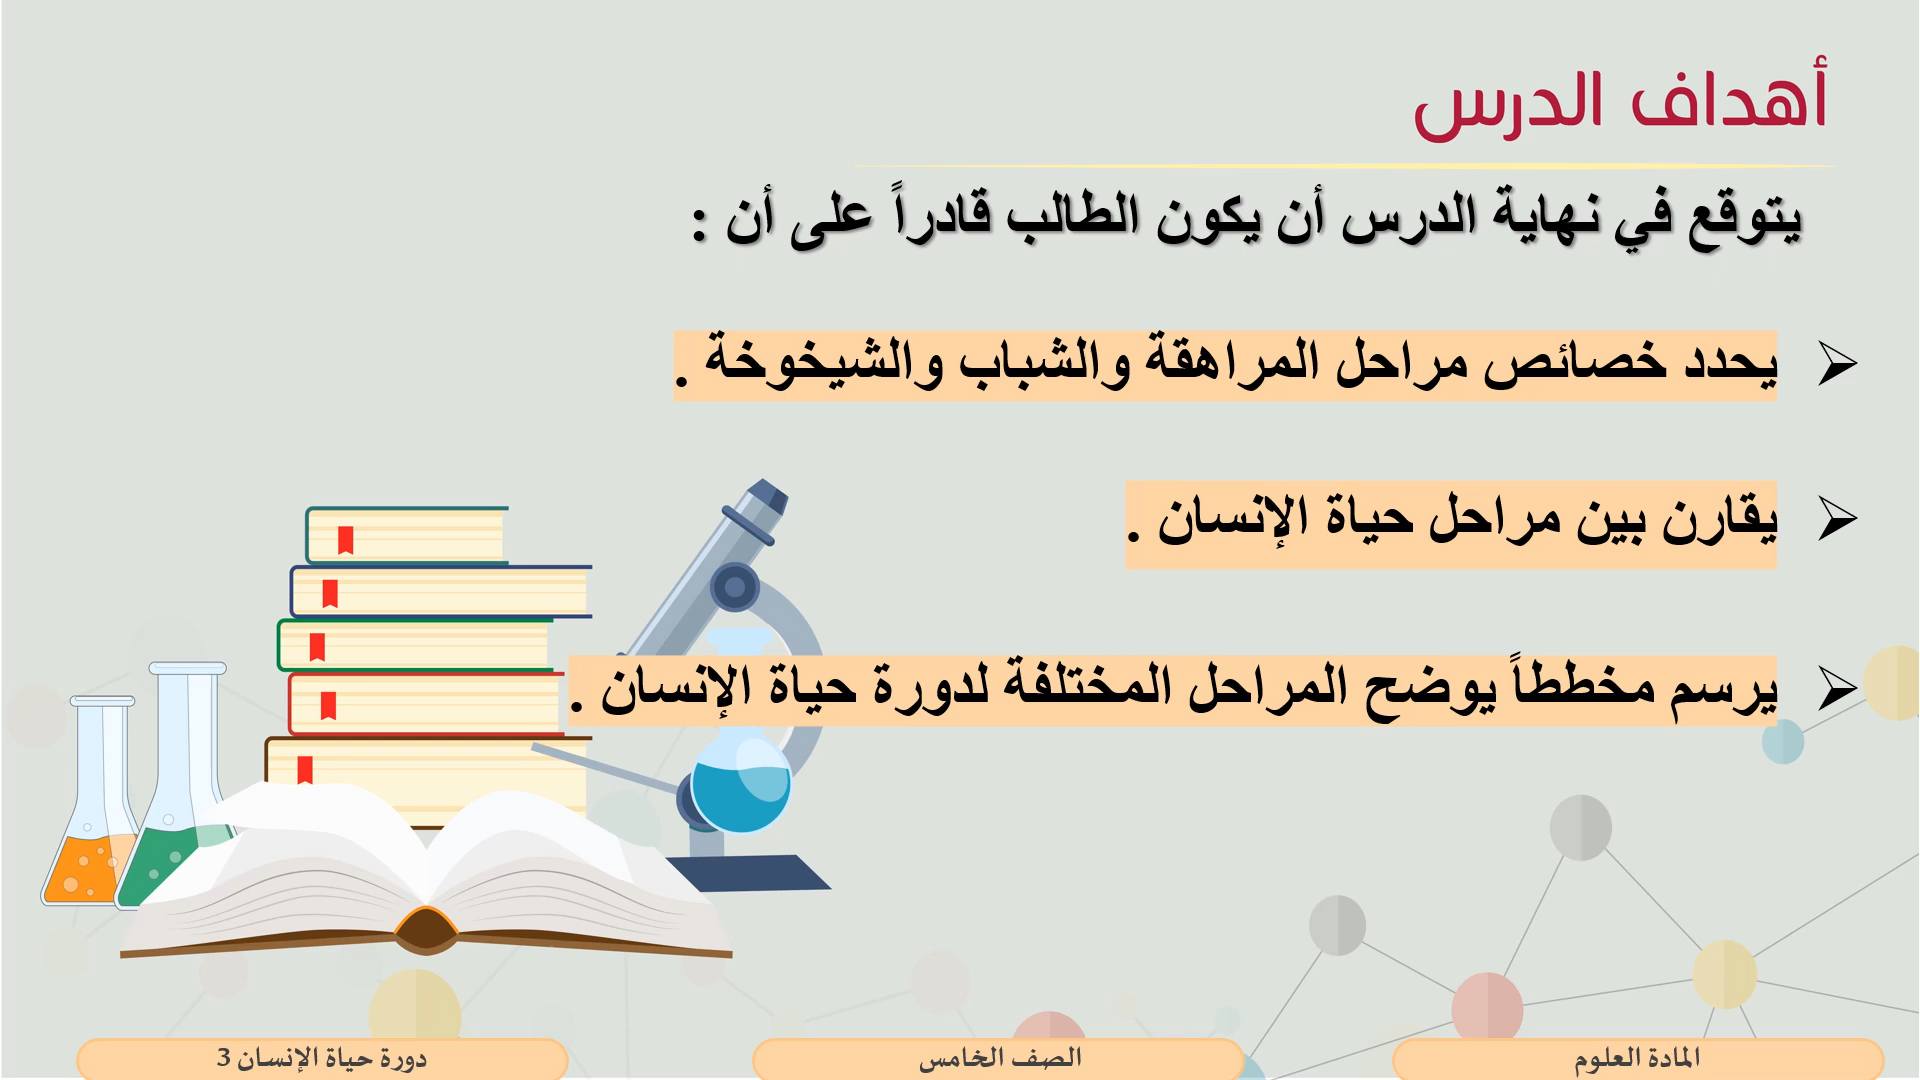 أهداف الدرس
يتوقع في نهاية الدرس أن يكون الطالب قادراً على أن :
يحدد خصائص مراحل المراهقة والشباب والشيخوخة .
يقارن بين مراحل حياة الإنسان .
يرسم مخططاً يوضح المراحل المختلفة لدورة حياة الإنسان .
المادة العلوم
الصف الخامس
دورة حياة الإنسان 3